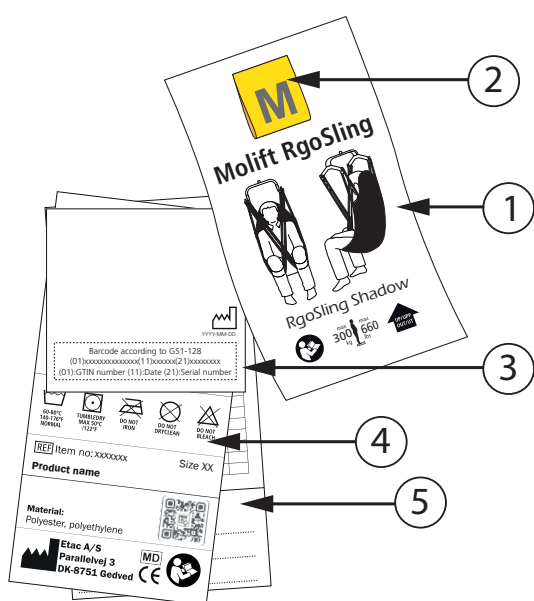 M
Molift RgoSling
RgoSling Shadow
max
300
kg
max
660
lbs
UP/UPP
OUT/UT
YYYY-MM-DD
Barcode according to GS1-128
(01)xxxxxxxxxxxxx(11)xxxxxx(21)xxxxxxxx
(01):GTIN number (11):Date (21):Serial number
60-80°C
140-176°F
NORMAL
TUMBLEDRY
MAX 50°C
/122°F
DO NOT
IRON
DO NOT
DRYCLEAN
DO NOT
BLEACH
REF Item no: xxxxxxx
Size XX
Product name
Material:
Polyester, polyethylene
Etac A/S
Parallelvej 3
DK-8751 Gedved
MD
CE
1
2
3
4
5